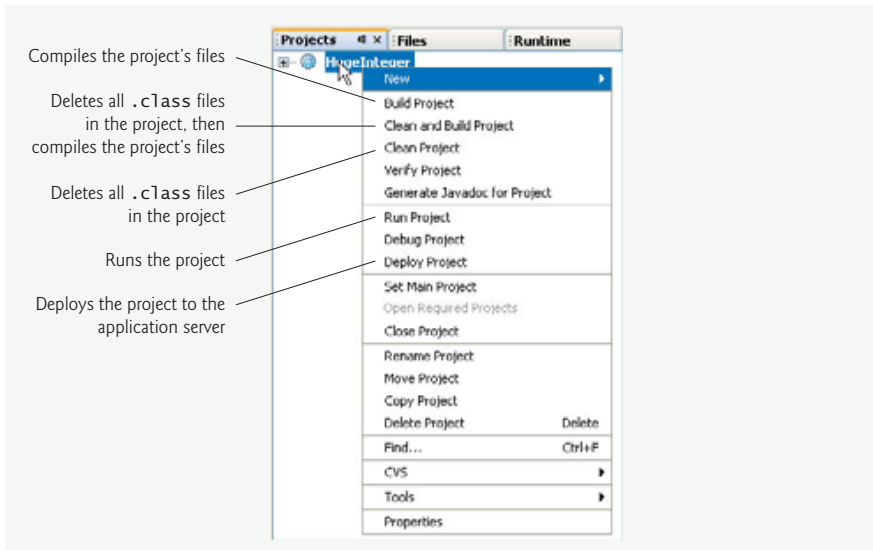 Projects
Files
Runtime
HugeInteger
Compiles the project's files
Deletes all .class files
in the project, then
compiles the project's files
Deletes all .class files
in the project
Runs the project
Deploys the project to the
application server
New
Build Project
Clean and Build Project
Clean Project
Verify Project
Generate Javadoc for Project
Run Project
Debug Project
Deploy Project
Set Main Project
Open Required Projects
Close Project
Rename Project
Move Project
Copy Project
Delete Project Delete
Find... Ctrl+F
CVS
Tools
Properties